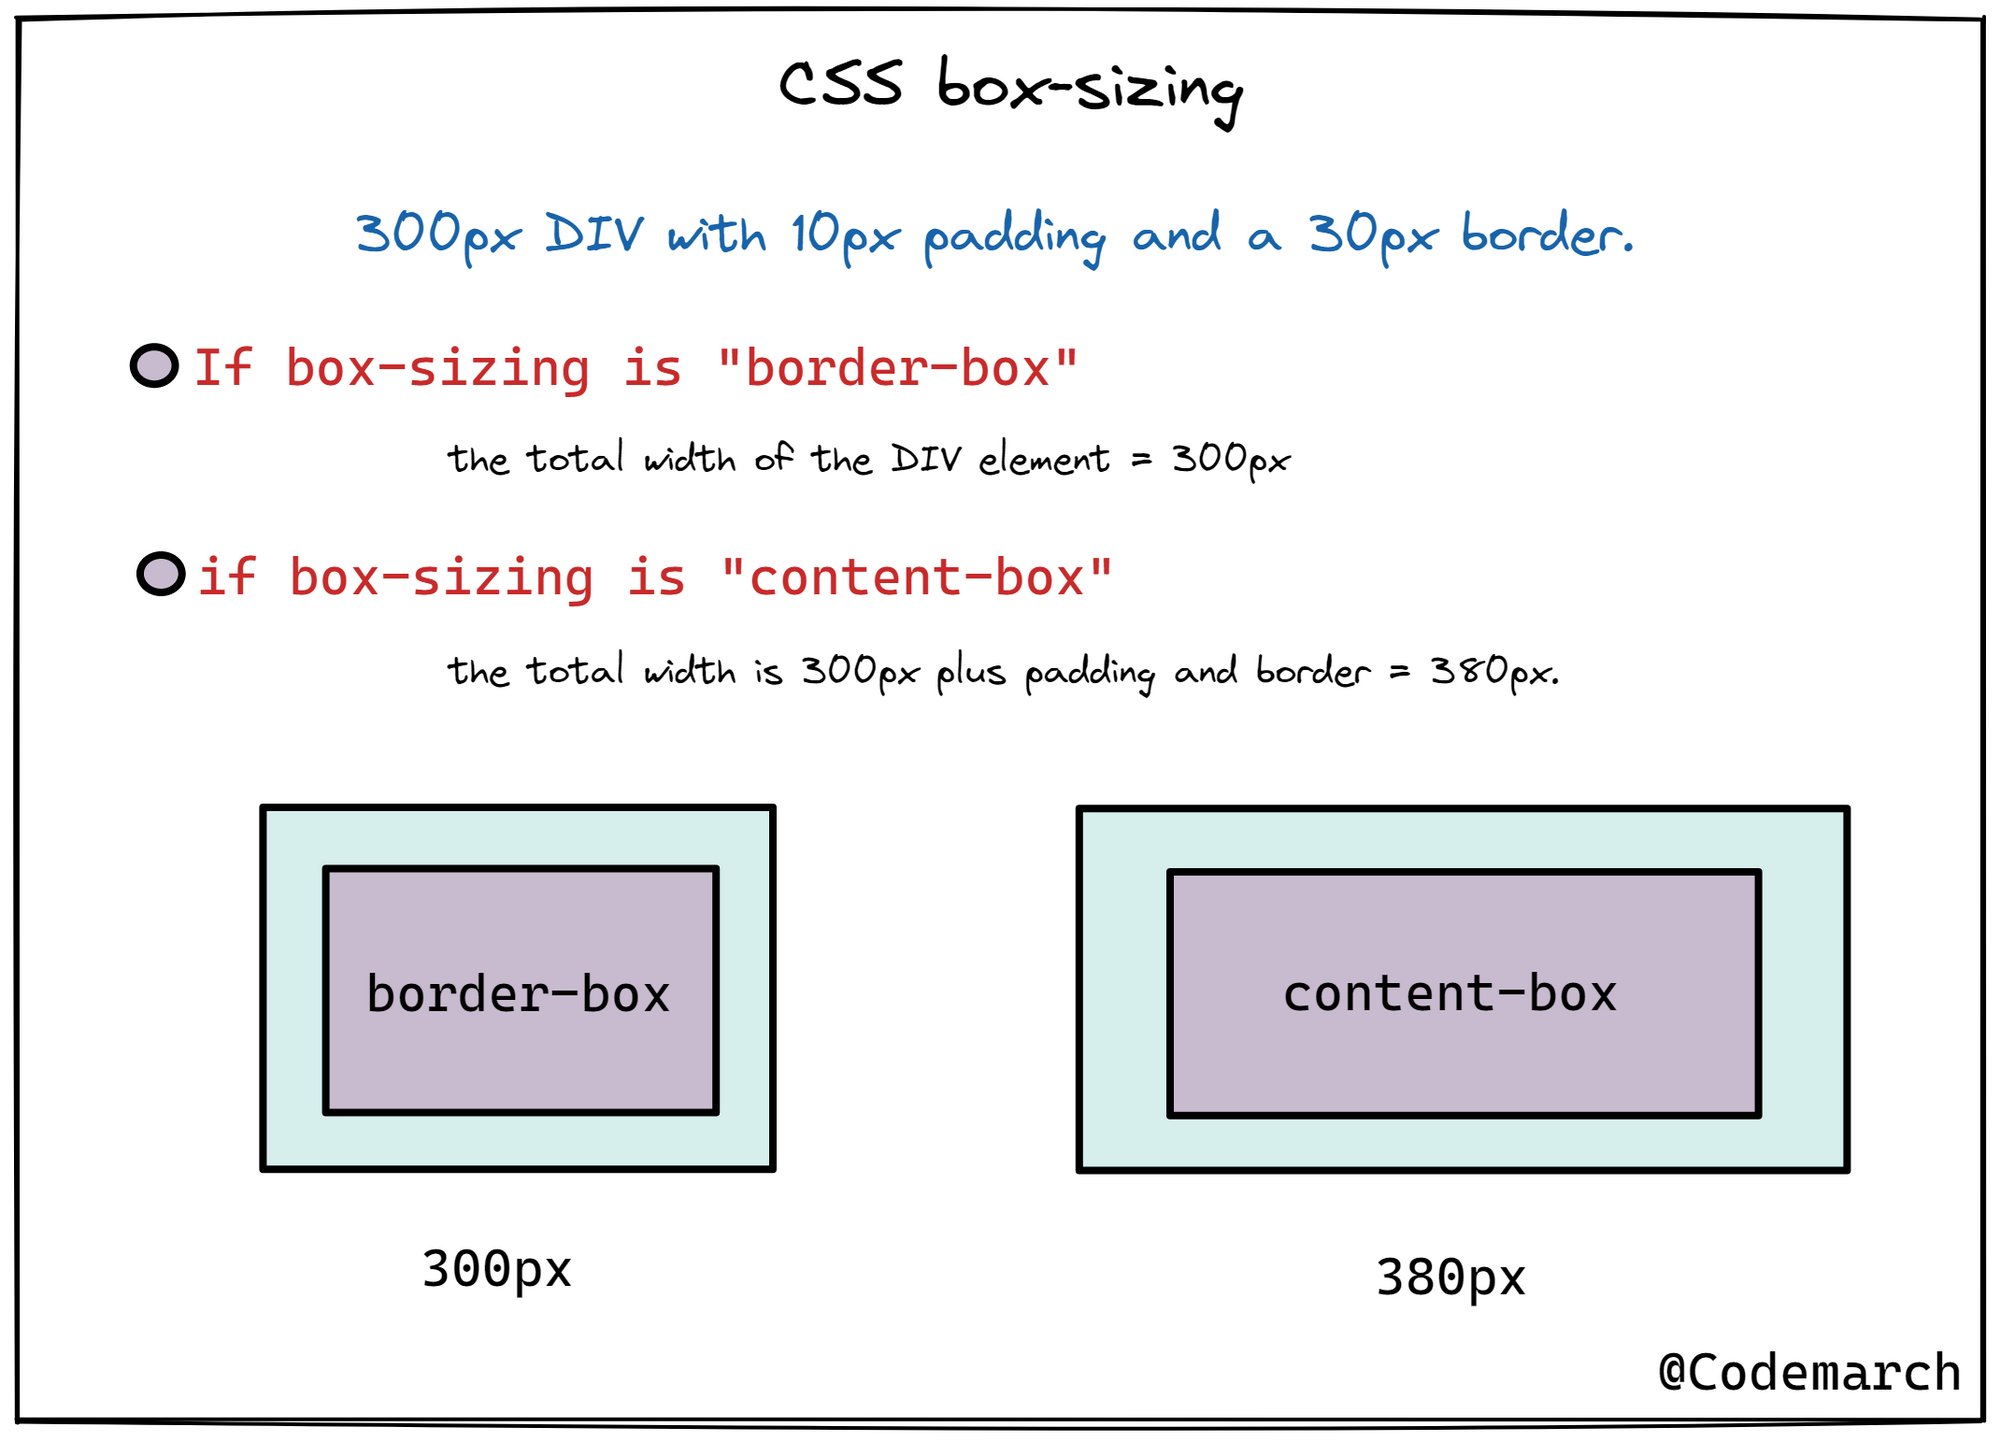 CSS box-sizing
300px DIV with 10px padding and a 30px border.
If box-sizing is "border-box"
the total width of the DIV element = 300px
if box-sizing is "content-box"
the total width is 300px plus padding and border = 380px.
border-box
content-box
300px
380px
@Codemarch